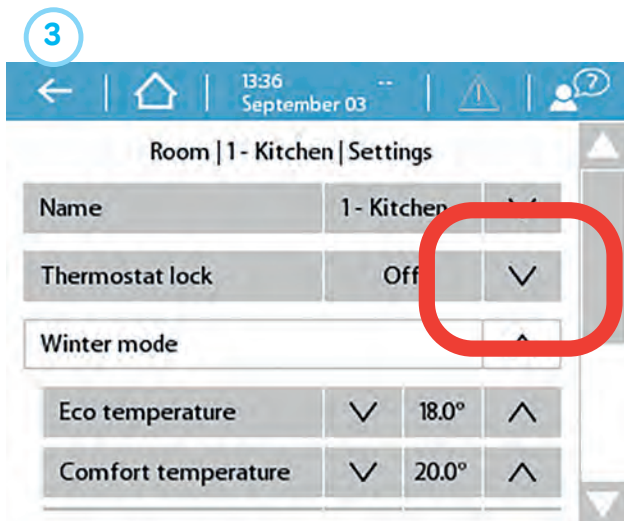 3
13:36 --
September 03
Room | 1 - Kitchen | Settings
Name 1 - Kitchen
Thermostat lock Off
Winter mode
Eco temperature 18.0°
Comfort temperature 20.0°